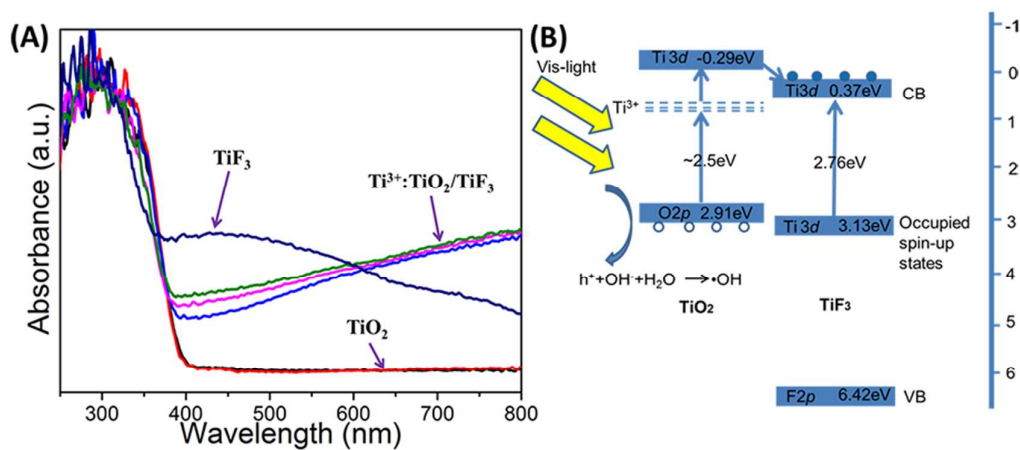 (A)
Absorbance (a.u.)
TiF₃
Ti³⁺:TiO₂/TiF₃
TiO₂
300 400 500 600 700 800
Wavelength (nm)
(B)
Vis-light
Ti 3d -0.29eV
Ti3d 0.37eV
CB
Ti³⁺
~2.5eV
2.76eV
O2p 2.91eV
Ti 3d 3.13eV
Occupied
spin-up
states
h⁺+OH⁻+H₂O →•OH
TiO₂
TiF₃
F2p 6.42eV
VB
-1
0
1
2
3
4
5
6